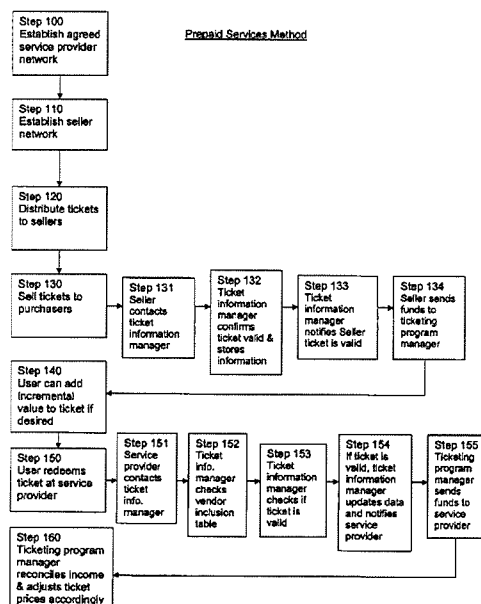 Prepaid Services Method
Step 100
Establish agreed
service provider
network
Step 110
Establish seller
network
Step 120
Distribute tickets
to sellers
Step 130
Sell tickets to
purchasers
Step 131
Seller
contacts
ticket
information
manager
Step 132
Ticket
information
manager
confirms
ticket valid &
stores
information
Step 133
Ticket
information
manager
notifies Seller
ticket is valid
Step 134
Seller sends
funds to
ticketing
program
manager
Step 140
User can add
incremental
value to ticket if
desired
Step 150
User redeems
ticket at service
provider
Step 151
Service
provider
contacts
ticket
info.
manager
Step 152
Ticket
info.
manager
checks
vendor
inclusion
table
Step 153
Ticket
information
manager
checks if
ticket is
valid
Step 154
If ticket is
valid, ticket
information
manager
updates data
and notifies
service
provider
Step 155
Ticketing
program
manager
sends
funds to
service
provider
Step 160
Ticketing program
manager
reconciles income
& adjusts ticket
prices accordingly